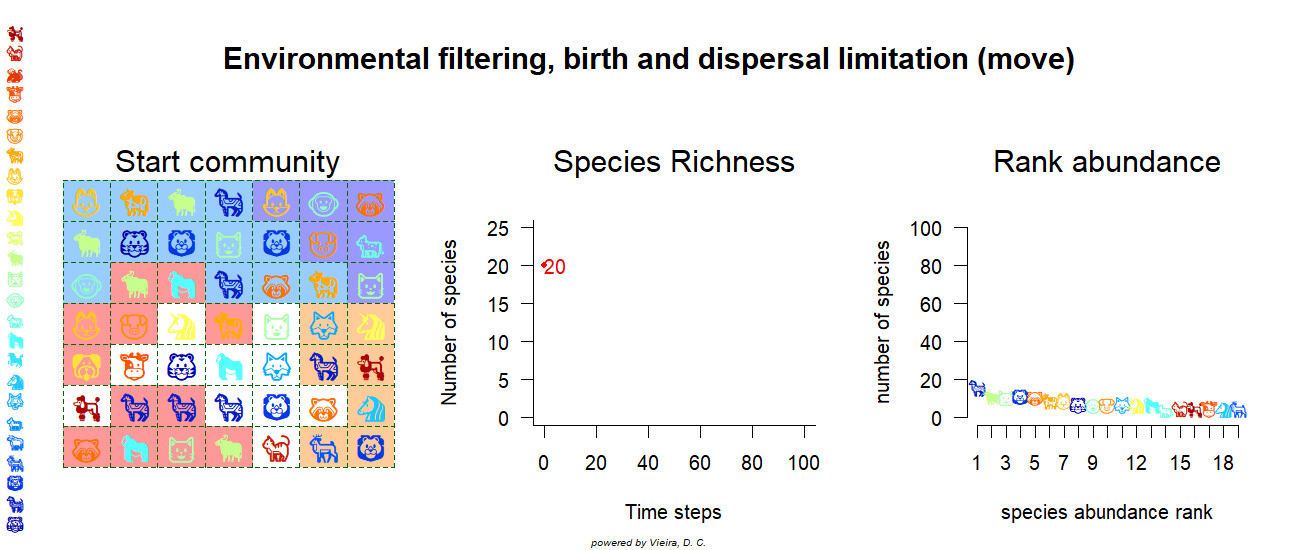 Environmental filtering, birth and dispersal limitation (move)
Start community
Species Richness
Rank abundance
Number of species
25
20
15
10
5
0
20
0 20 40 60 80 100
Time steps
number of species
100
80
60
40
20
0
1 3 5 7 9 12 15 18
species abundance rank
powered by Vieira, D. C.